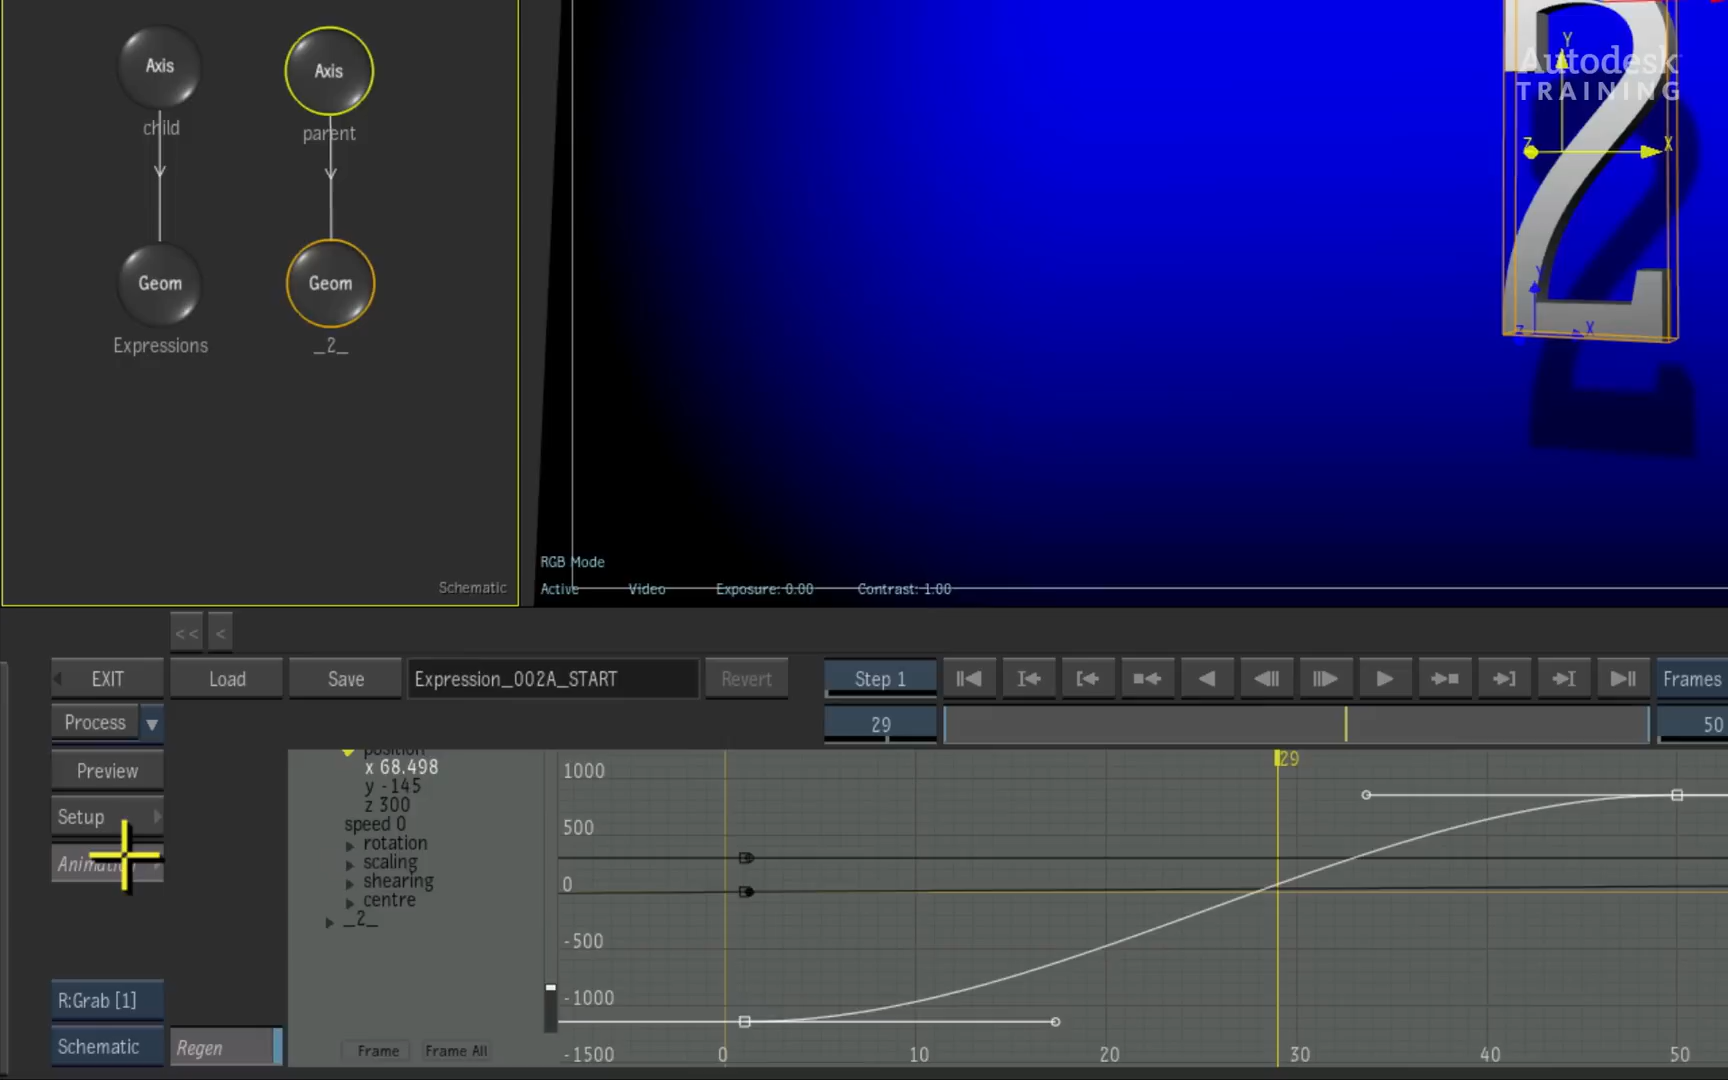 Axis
Axis
child
parent
Geom
Geom
Expressions
_2_
Schematic
Y
Autodesk
TRAINING
Z
X
Y
Z
X
RGB Mode
Active Video Exposure: 0.00 Contrast: 1.00
<< <
EXIT Load Save Expression_002A_START Revert Step 1 Frames
Process 29 50
Preview
Setup
R:Grab [1]
Schematic Regen
position
x 68.498
y -145
z 300
speed 0
rotation
scaling
shearing
centre
_2_
Frame Frame All
29
1000
500
0
-500
-1000
-1500 0 10 20 30 40 50